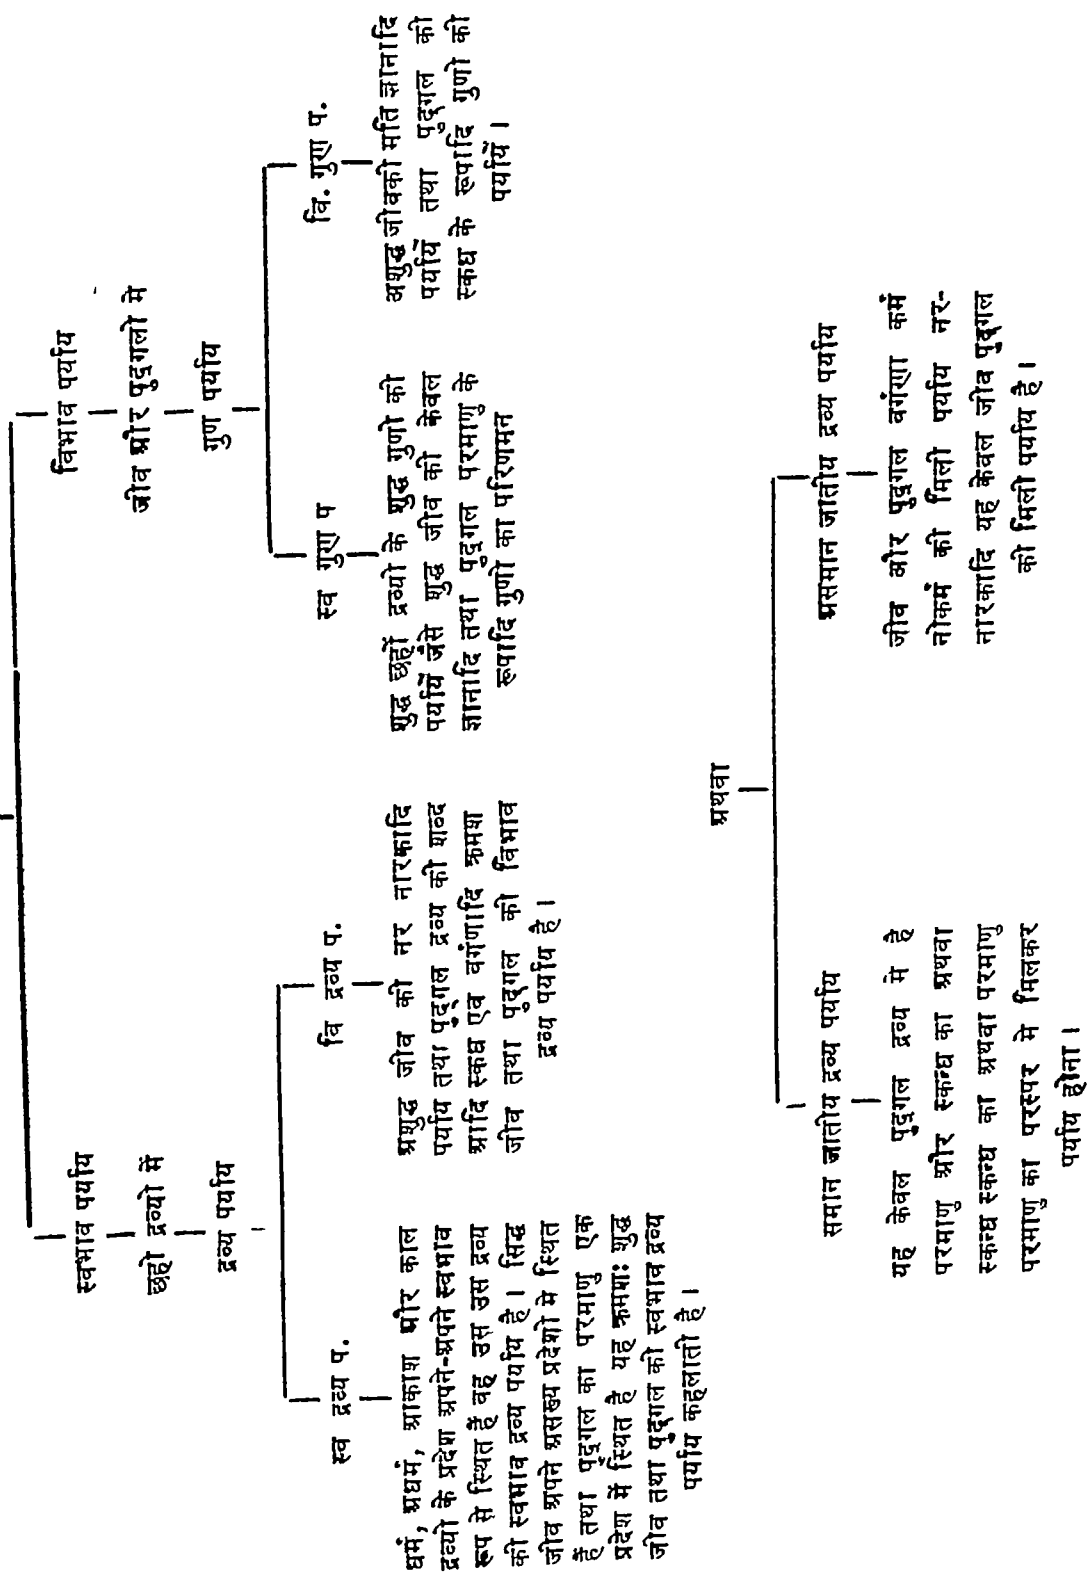 स्वभाव पर्याय
छहो द्रव्यो में
द्रव्य पर्याय
विभाव पर्याय
जीव और पुद्गलो मे
गुण पर्याय
स्व द्रव्य प.
धर्म, अधर्म, आकाश और काल
द्रव्यो के प्रदेश अपने-अपने स्वभाव
रूप से स्थित हैं वह उस उस द्रव्य
की स्वभाव द्रव्य पर्याय है । सिद्ध
जीव अपने असख्य प्रदेशो मे स्थित
हैं तथा पुद्गल का परमाणु एक
प्रदेश में स्थित है यह क्रमशः शुद्ध
जीव तथा पुद्गल की स्वभाव द्रव्य
पर्याय कहलाती है ।
वि द्रव्य प.
अशुद्ध जीव की नर नारकादि
पर्याय तथा पुद्गल द्रव्य की शब्द
आदि स्कध एव वर्गणादि क्रमश
जीव तथा पुद्गल की विभाव
द्रव्य पर्याय है ।
स्व गुण प
शुद्ध छहों द्रव्यो के शुद्ध गुणो की
पर्यायें जैसे शुद्ध जीव की केवल
ज्ञानादि तथा पुद्गल परमाणु के
रूपादि गुणो का परिणमन
वि. गुण प.
अशुद्ध जीवकी मति ज्ञानादि
पर्यायें तथा पुद्गल की
स्कध के रूपादि गुणो की
पर्यायें ।
अथवा
समान जातीय द्रव्य पर्याय
यह केवल पुद्गल द्रव्य मे है
परमाणु और स्कन्ध का अथवा
स्कन्ध स्कन्ध का अथवा परमाणु
परमाणु का परस्पर मे मिलकर
पर्याय होना ।
असमान जातीय द्रव्य पर्याय
जीव और पुद्गल वर्गणा कर्म
नोकर्म की मिली पर्याय नर-
नारकादि यह केवल जीव पुद्गल
की मिली पर्याय है ।